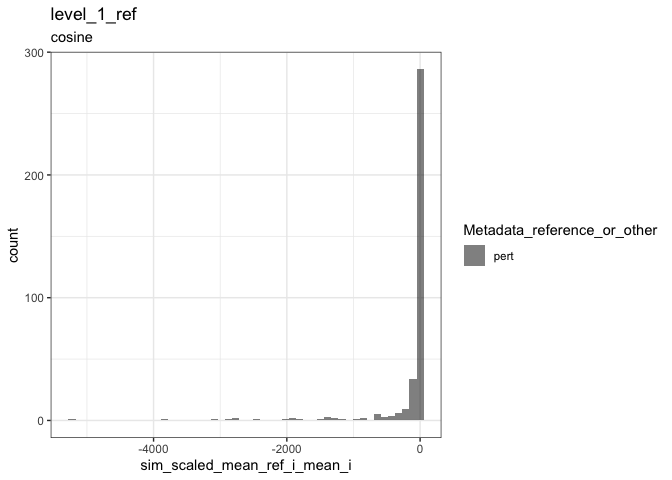 level_1_ref
cosine
300
200
100
0
count
-4000
-2000
0
sim_scaled_mean_ref_i_mean_i
Metadata_reference_or_other
pert